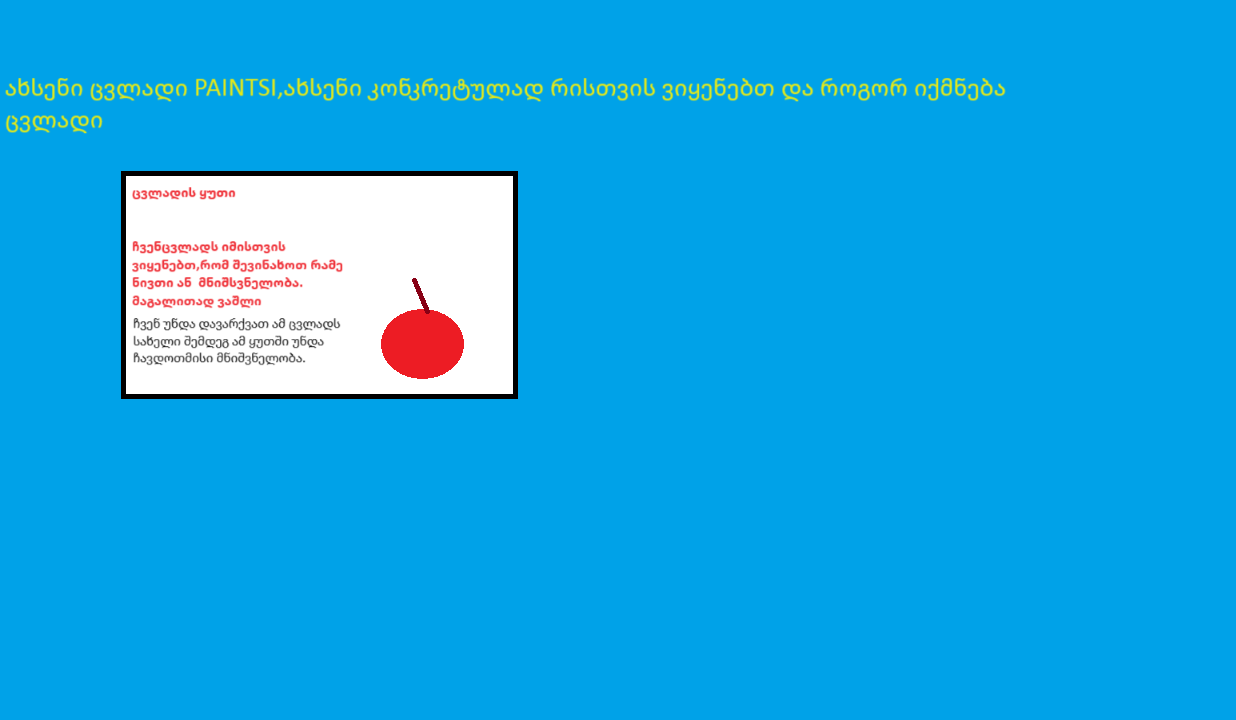 ახსენი ცვლადი PAINTSI,ახსენი კონკრეტულად რისთვის ვიყენებთ და როგორ იქმნება
ცვლადი
ცვლადის ყუთი
ჩვენცვლადს იმისთვის
ვიყენებთ,რომ შევინახოთ რამე
ნივთი ან მნიშსვნელობა.
მაგალითად ვაშლი
ჩვენ უნდა დავარქვათ ამ ცვლადს
სახელი შემდეგ ამ ყუთში უნდა
ჩავდოთმისი მნიშვნელობა.